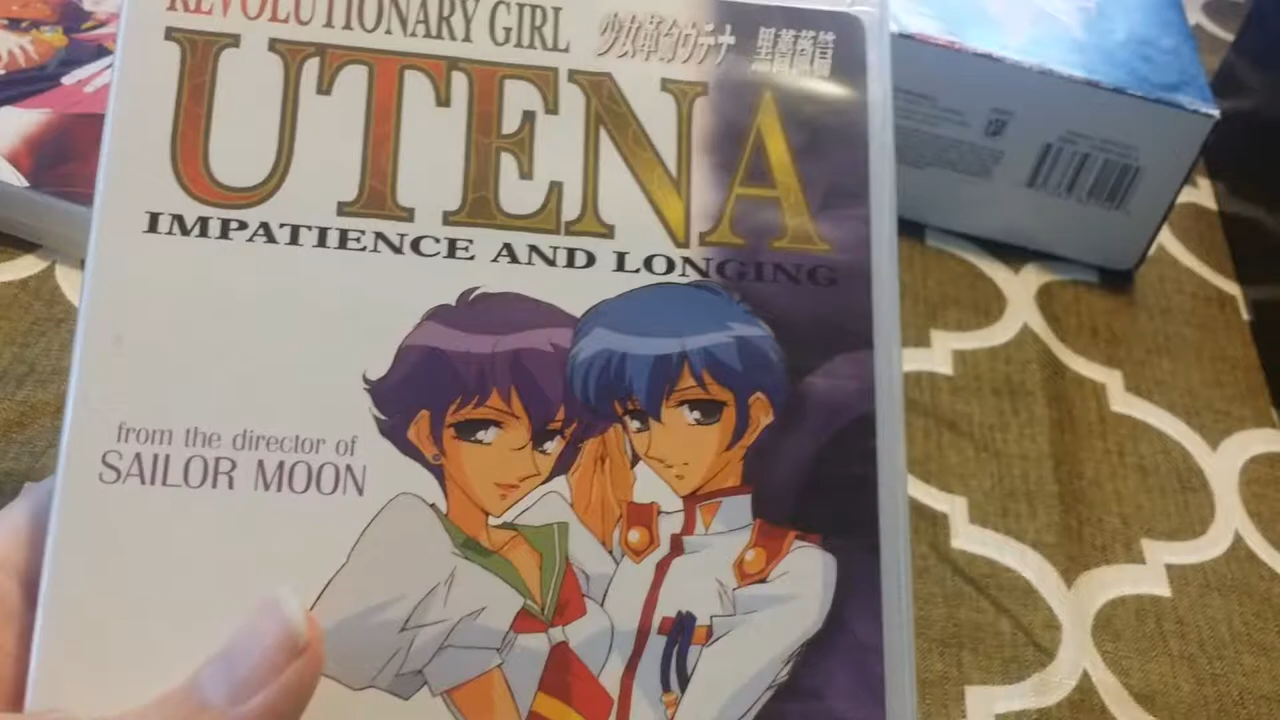 REVOLUTIONARY GIRL 少女革命ウテナ 黒薔薇篇
UTENA
IMPATIENCE AND LONGING
from the director of
SAILOR MOON